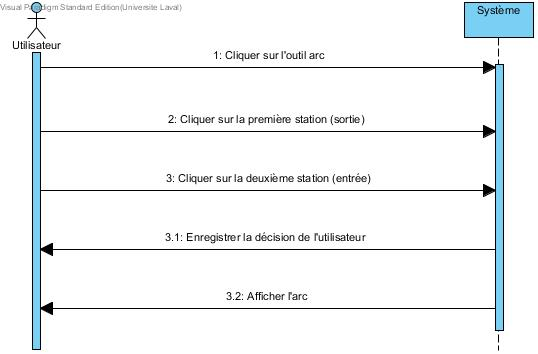 Visual Paradigm Standard Edition(Universite Laval)
Système
Utilisateur
1: Cliquer sur l'outil arc
2: Cliquer sur la première station (sortie)
3: Cliquer sur la deuxième station (entrée)
3.1: Enregistrer la décision de l'utilisateur
3.2: Afficher l'arc